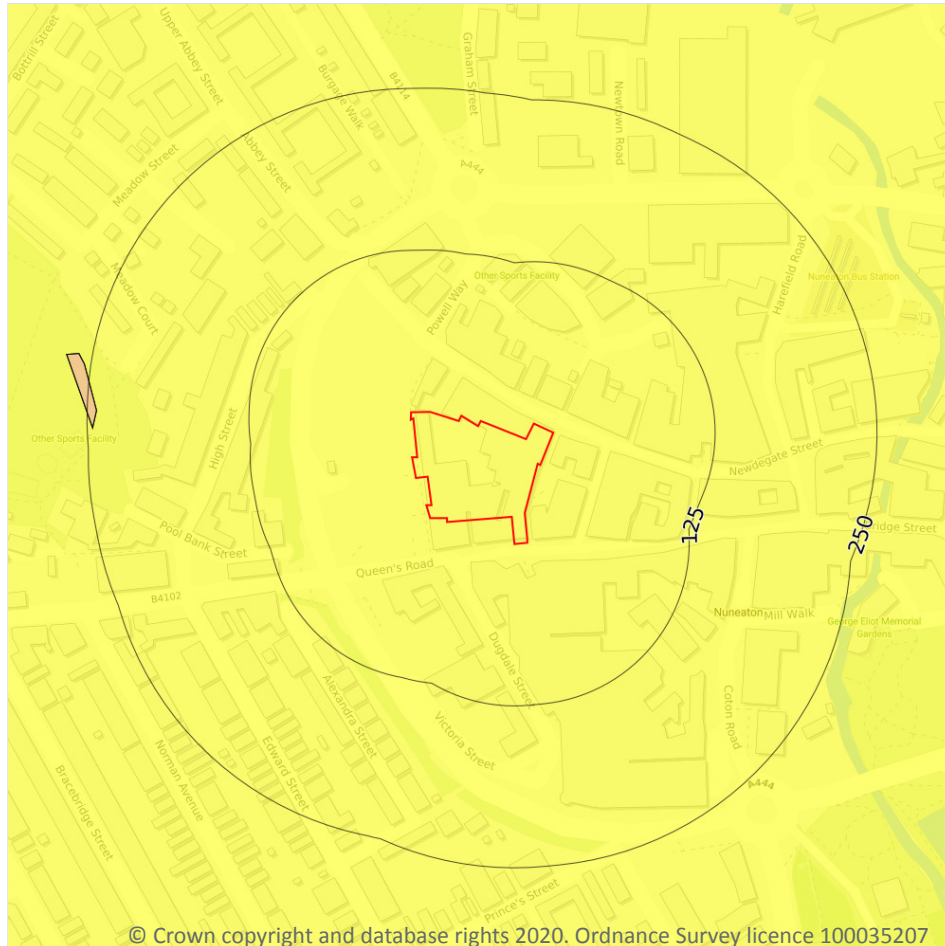 Bottrill Street
Upper Abbey Street
Burgage Walk
B4114
Graham Street
Newtown Road
Abbey Street
A444
Meadow Street
Harefield Road
Nuneaton Bus Station
Other Sports Facility
Meadow Court
Powell Way
High Street
Other Sports Facility
Newdegate Street
125
250
ridge Street
Pool Bank Street
Queen's Road
B4102
Nuneaton
Mill Walk
George Eliot Memorial
Gardens
Dugdale Street
Alexandra Street
Victoria Street
Coton Road
Edward Street
Norman Avenue
Bracebridge Street
A444
Prince's Street
© Crown copyright and database rights 2020. Ordnance Survey licence 100035207